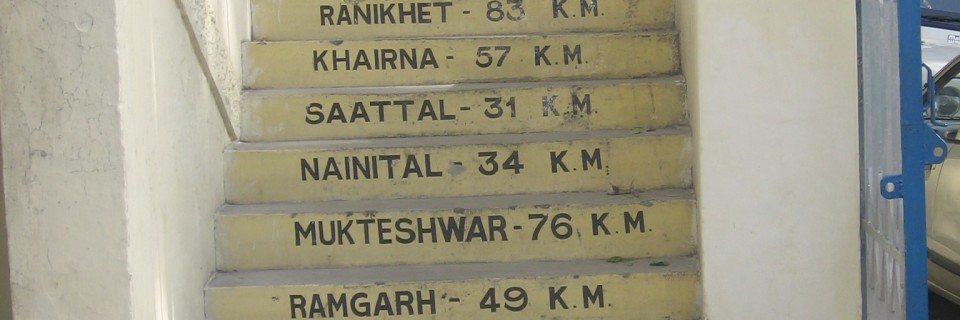 RANIKHET - 83 K.M.
KHAIRNA - 57 K.M.
SAATTAL - 31 K.M.
NAINITAL - 34 K.M.
MUKTESHWAR - 76 K.M.
RAMGARH - 49 K.M.